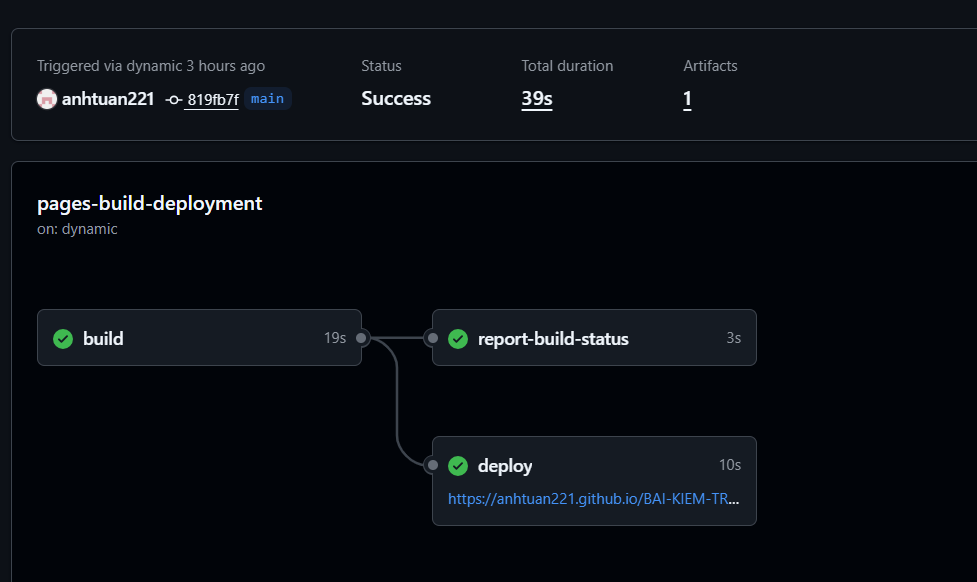 Triggered via dynamic 3 hours ago
anhtuan221 819fb7f main
Status
Success
Total duration
39s
Artifacts
1
pages-build-deployment
on: dynamic
build 19s
report-build-status 3s
deploy 10s
https://anhtuan221.github.io/BAI-KIEM-TR...